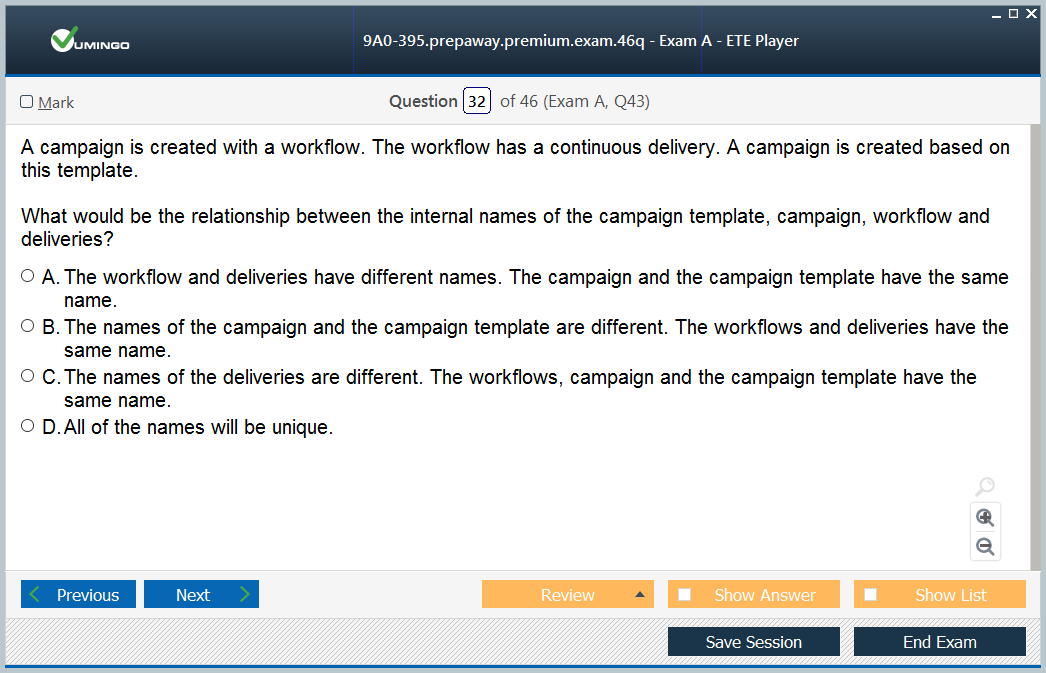 VUMINGO
9A0-395.prepaway.premium.exam.46q - Exam A - ETE Player
Mark
Question 32 of 46 (Exam A, Q43)
A campaign is created with a workflow. The workflow has a continuous delivery. A campaign is created based on
this template.
What would be the relationship between the internal names of the campaign template, campaign, workflow and
deliveries?
A. The workflow and deliveries have different names. The campaign and the campaign template have the same
name.
B. The names of the campaign and the campaign template are different. The workflows and deliveries have the
same name.
C. The names of the deliveries are different. The workflows, campaign and the campaign template have the
same name.
D. All of the names will be unique.
Previous
Next
Review
Show Answer
Show List
Save Session
End Exam